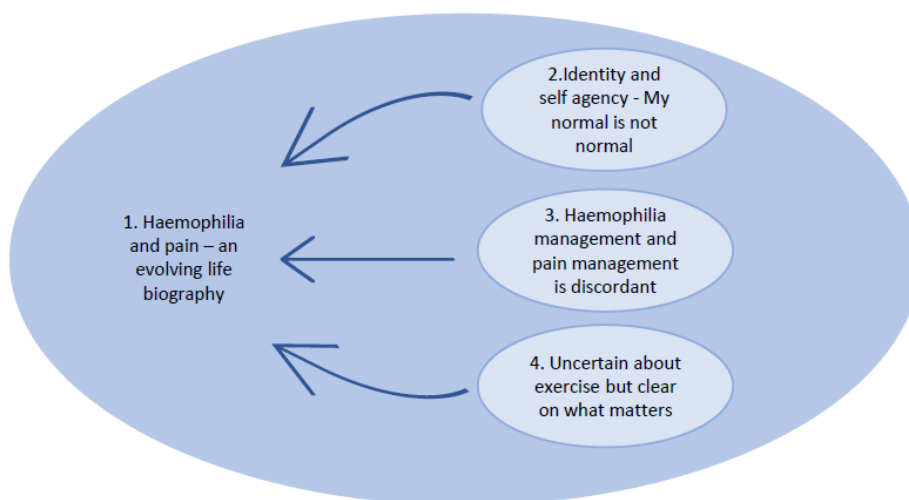 1. Haemophilia
and pain – an
evolving life
biography
2.Identity and
self agency - My
normal is not
normal
3. Haemophilia
management and
pain management
is discordant
4. Uncertain about
exercise but clear
on what matters